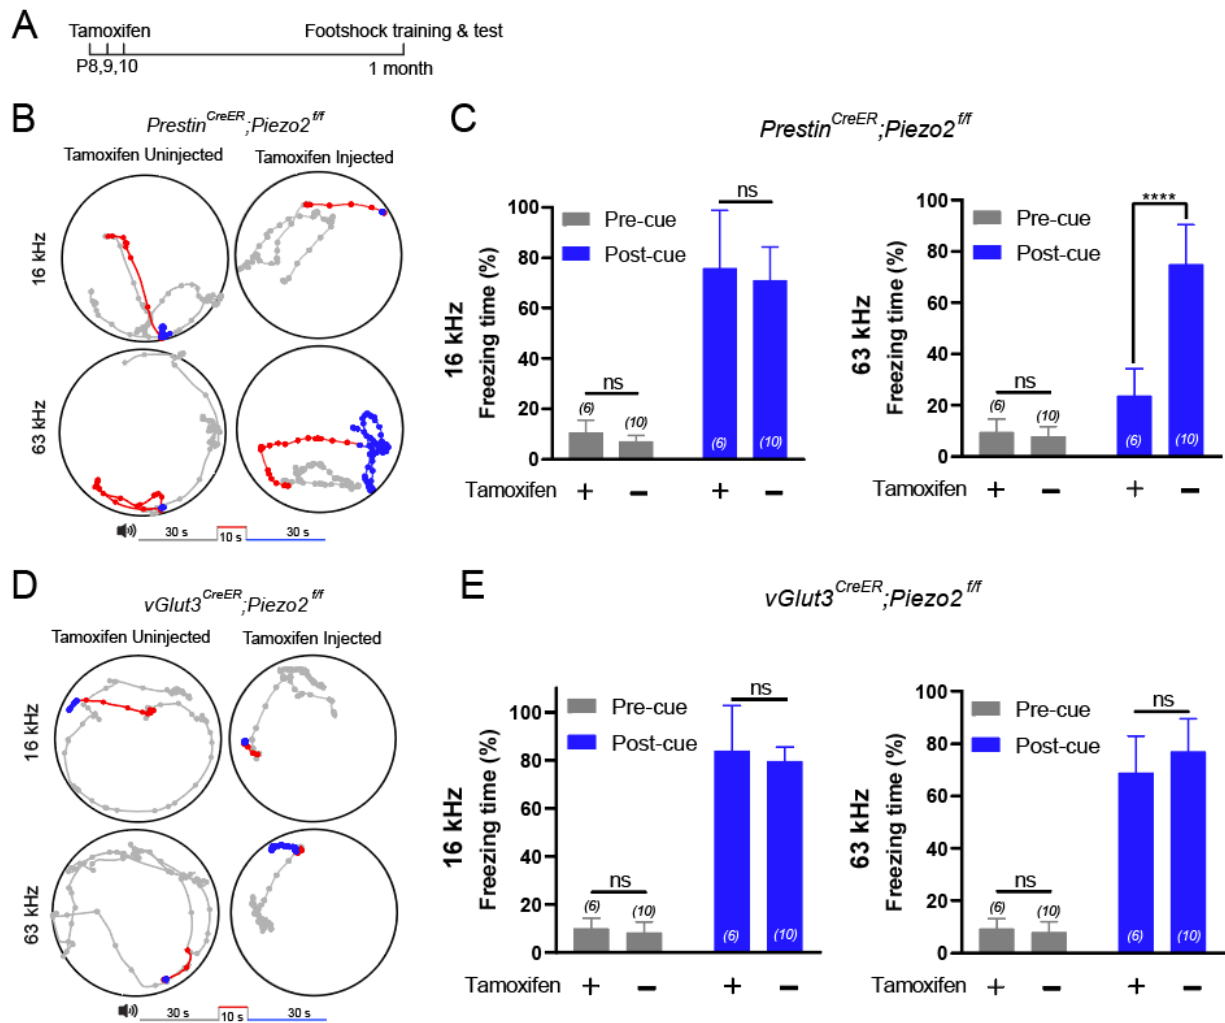 A
Tamoxifen
Footshock training & test
P8,9,10
1 month
B
Prestin^CreER;Piezo2^f/f
Tamoxifen Uninjected
Tamoxifen Injected
16 kHz
63 kHz
30 s
10 s
30 s
C
Prestin^CreER;Piezo2^f/f
16 kHz
Freezing time (%)
100
80
60
40
20
0
Pre-cue
Post-cue
ns
(6)
(10)
ns
(6)
(10)
Tamoxifen + −
+ −
63 kHz
Freezing time (%)
100
80
60
40
20
0
Pre-cue
Post-cue
ns
(6)
(10)
****
(6)
(10)
Tamoxifen + −
+ −
D
vGlut3^CreER;Piezo2^f/f
Tamoxifen Uninjected
Tamoxifen Injected
16 kHz
63 kHz
30 s
10 s
30 s
E
vGlut3^CreER;Piezo2^f/f
16 kHz
Freezing time (%)
100
80
60
40
20
0
Pre-cue
Post-cue
ns
(6)
(10)
ns
(6)
(10)
Tamoxifen + −
+ −
63 kHz
Freezing time (%)
100
80
60
40
20
0
Pre-cue
Post-cue
ns
(6)
(10)
ns
(6)
(10)
Tamoxifen + −
+ −